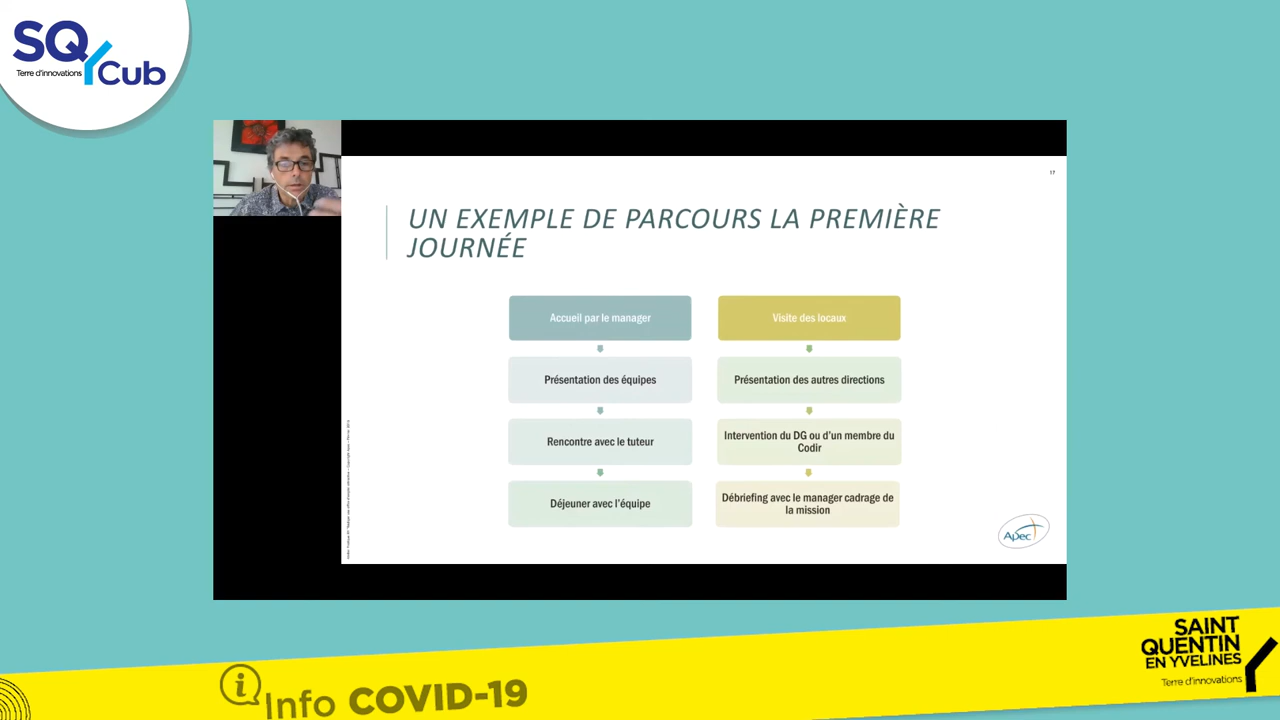 SQY Cub
Terre d'innovations
UN EXEMPLE DE PARCOURS LA PREMIÈRE
JOURNÉE
Accueil par le manager
Présentation des équipes
Rencontre avec le tuteur
Déjeuner avec l'équipe
Visite des locaux
Présentation des autres directions
Intervention du DG ou d'un membre du
Codir
Débriefing avec le manager cadrage de
la mission
Apec
i Info COVID-19
SAINT
QUENTIN
EN YVELINES
Terre d'innovations